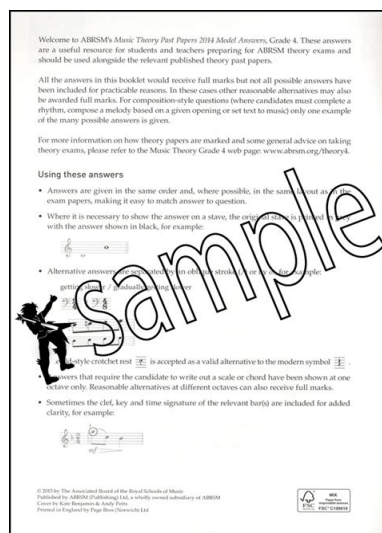 Welcome to ABRSM's Music Theory Past Papers 2014 Model Answers, Grade 4. These answers
are a useful resource for students and teachers preparing for ABRSM theory exams and
should be used alongside the relevant published theory past papers.
All the answers in this booklet would receive full marks but not all possible answers have
been included for practicable reasons. In these cases other reasonable alternatives may also
be awarded full marks. For composition-style questions (where candidates must complete a
rhythm, compose a melody based on a given opening or set text to music) only one example
of the many possible answers is given.
For more information on how theory papers are marked and some general advice on taking
theory exams, please refer to the Music Theory Grade 4 web page: www.abrsm.org/theory4.
Using these answers
• Answers are given in the same order and, where possible, in the same layout as in the
exam papers, making it easy to match answer to question.
• Where it is necessary to show the answer on a stave, the original stave is printed in grey
with the answer shown in black, for example:
• Alternative answers are separated by an oblique stroke (/) or by or, for example:
getting slower / gradually getting slower
sample
old-style crotchet rest is accepted as a valid alternative to the modern symbol .
answers that require the candidate to write out a scale or chord have been shown at one
octave only. Reasonable alternatives at different octaves can also receive full marks.
• Sometimes the clef, key and time signature of the relevant bar(s) are included for added
clarity, for example:
© 2015 by The Associated Board of the Royal Schools of Music
Published by ABRSM (Publishing) Ltd, a wholly owned subsidiary of ABRSM
Cover by Kate Benjamin & Andy Potts
Printed in England by Page Bros (Norwich) Ltd
MIX
Paper from
responsible sources
FSC
FSC® C109619